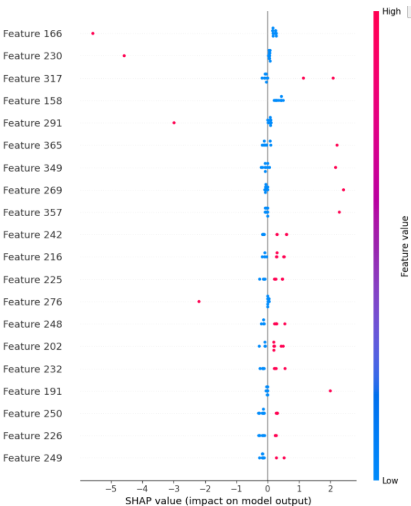 High
Feature 166
Feature 230
Feature 317
Feature 158
Feature 291
Feature 365
Feature 349
Feature 269
Feature 357
Feature 242
Feature 216
Feature 225
Feature 276
Feature 248
Feature 202
Feature 232
Feature 191
Feature 250
Feature 226
Feature 249
Low
Feature value
−5 −4 −3 −2 −1 0 1 2
SHAP value (impact on model output)